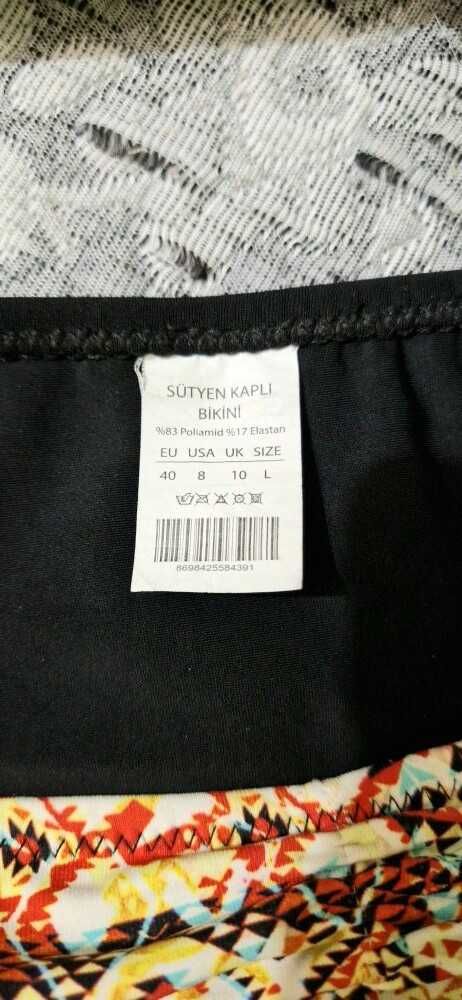 SÜTYEN KAPLI
BİKİNİ
%83 Poliamid %17 Elastan
EU USA UK SIZE
40 8 10 L
8698425584391